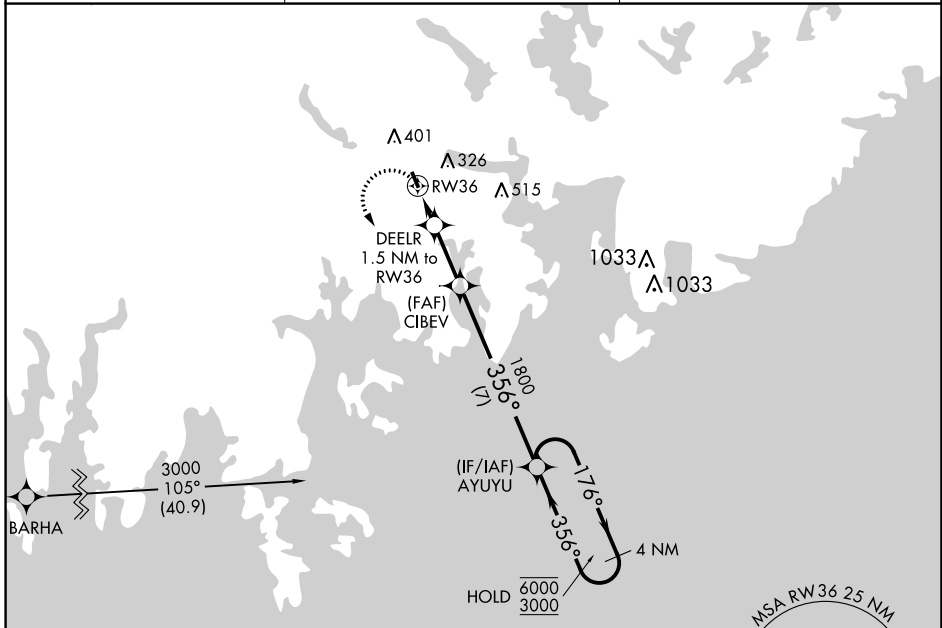 401
326
RW36
515
DEELR
1.5 NM to
RW36
1033
1033
(FAF)
CIBEV
1800
356°
(7)
(IF/IAF)
AYUYU
176°
3000
105°
(40.9)
BARHA
356°
4 NM
HOLD 6000
3000
MSA RW36 25 NM